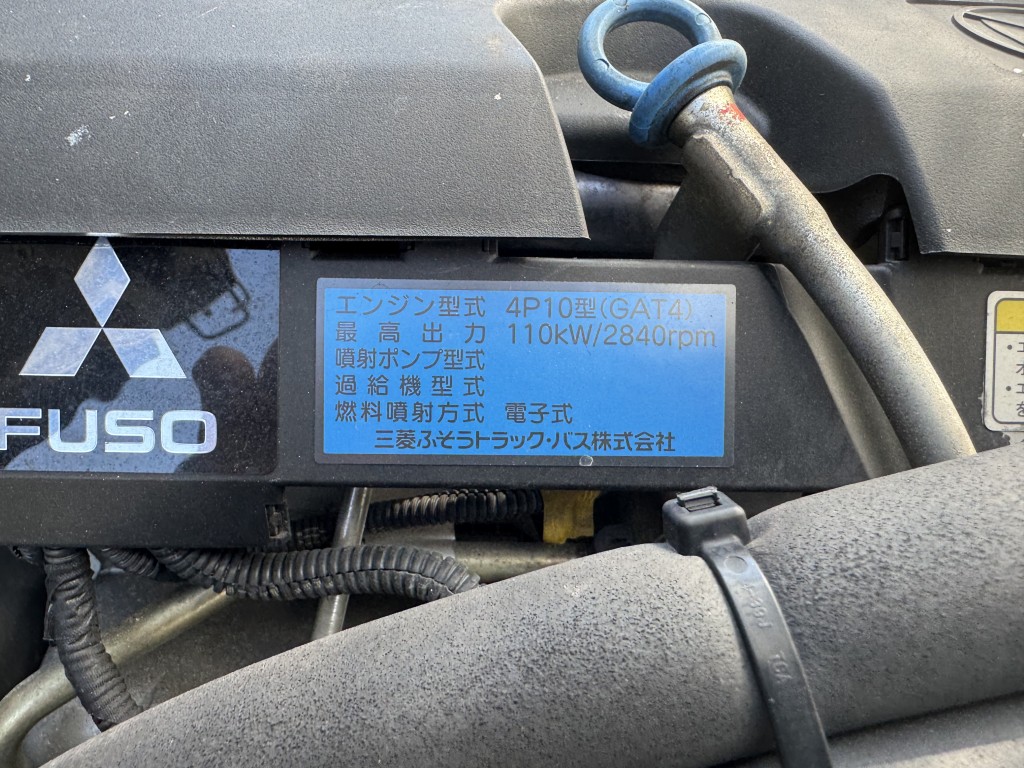 FUSO
エンジン型式 4P10型(GAT4)
最高出力 110kW/2840rpm
噴射ポンプ型式
過給機型式
燃料噴射方式 電子式
三菱ふそうトラック・バス株式会社